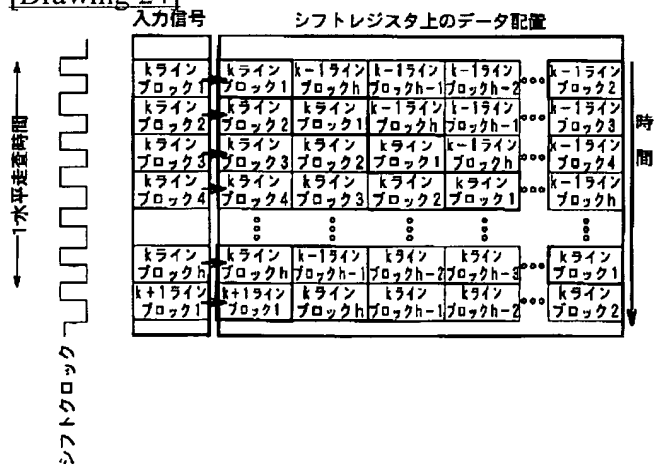 [Drawing 24]
入力信号 シフトレジスタ上のデータ配置
kライン kライン k-1ライン k-1ライン k-1ライン k-1ライン
ブロック1 ブロック1 ブロックh ブロックh-1 ブロックh-2 ブロック2
kライン kライン kライン k-1ライン k-1ライン k-1ライン
ブロック2 ブロック2 ブロック1 ブロックh ブロックh-1 ブロック3
kライン kライン kライン kライン k-1ライン k-1ライン
ブロック3 ブロック3 ブロック2 ブロック1 ブロックh ブロック4
kライン kライン kライン kライン kライン k-1ライン
ブロック4 ブロック4 ブロック3 ブロック2 ブロック1 ブロックh
kライン kライン k-1ライン kライン kライン kライン
ブロックh ブロックh ブロックh-1 ブロックh-2 ブロックh-3 ブロック1
k+1ライン k+1ライン kライン kライン kライン kライン
ブロック1 ブロック1 ブロックh ブロックh-1 ブロックh-2 ブロック2
時間
1水平走査時間
シフトクロック